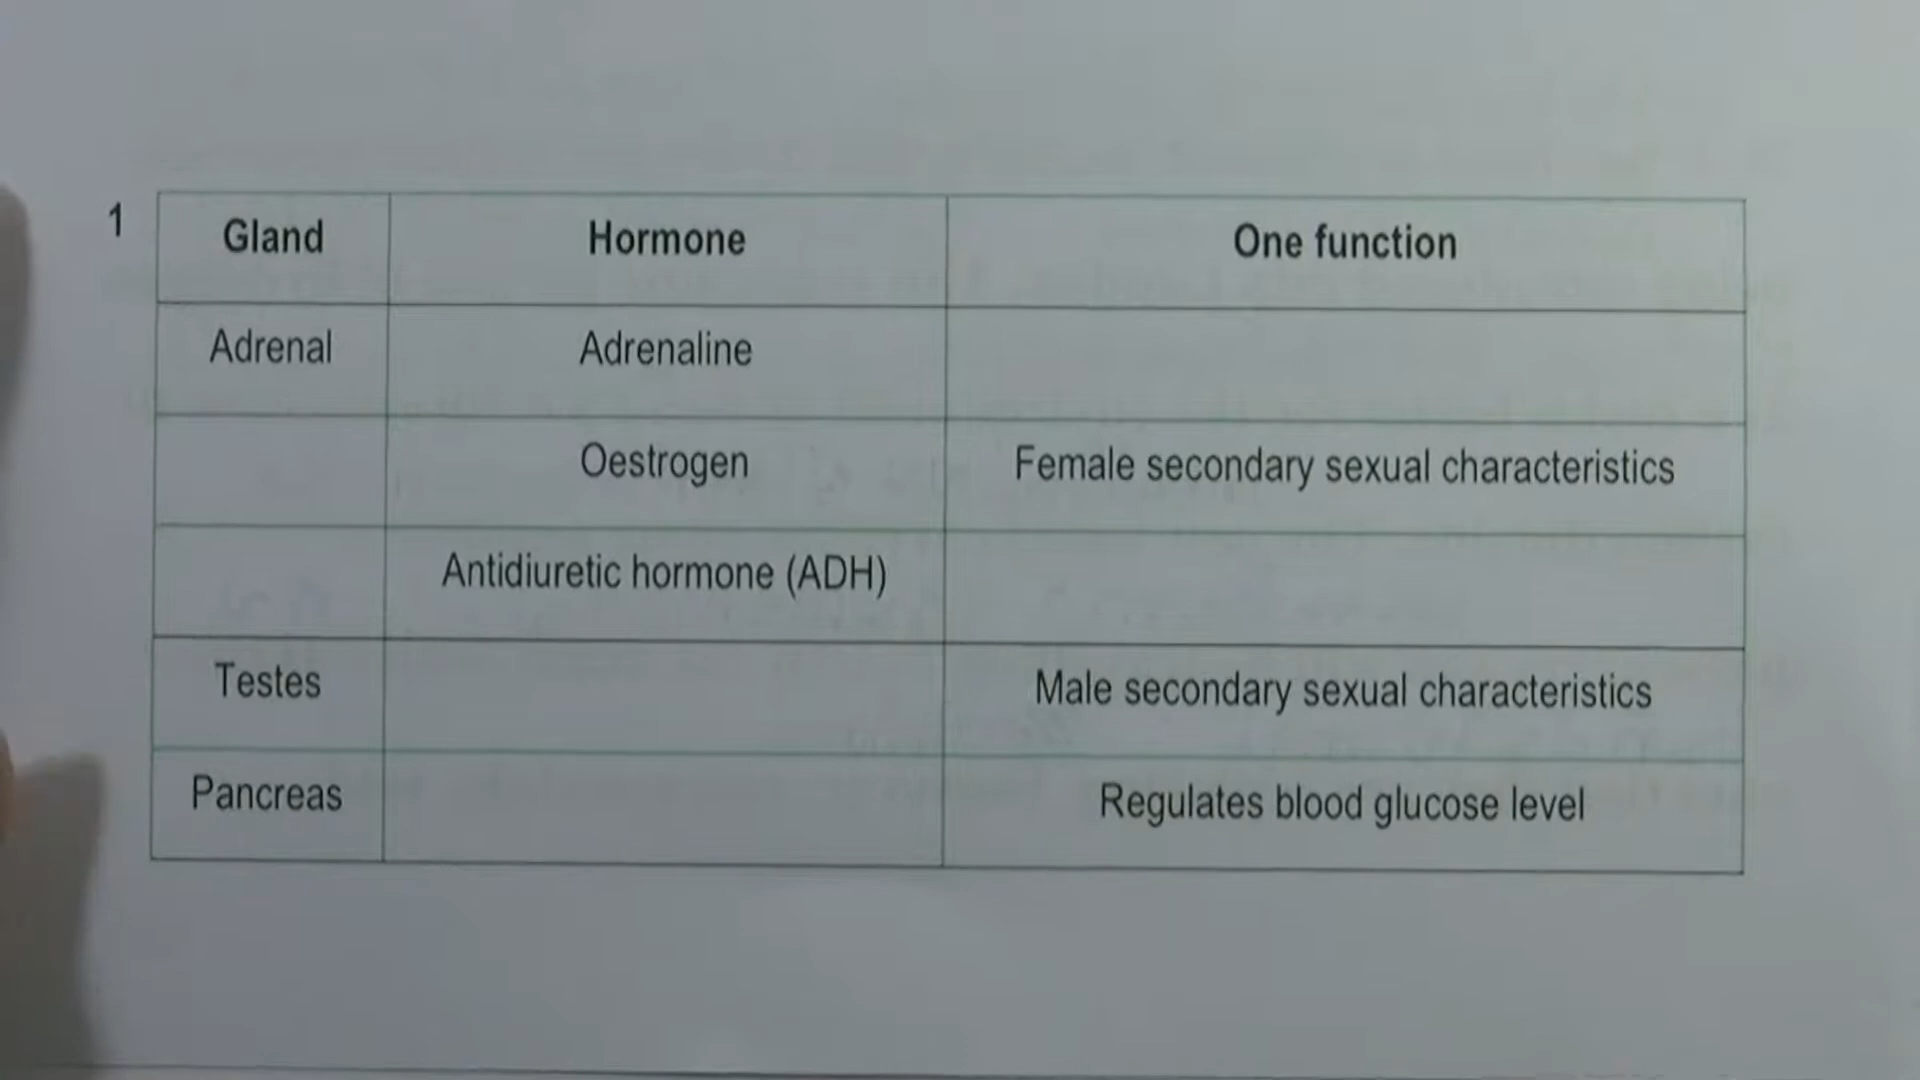 1
Gland Hormone One function
Adrenal Adrenaline
Oestrogen Female secondary sexual characteristics
Antidiuretic hormone (ADH)
Testes Male secondary sexual characteristics
Pancreas Regulates blood glucose level